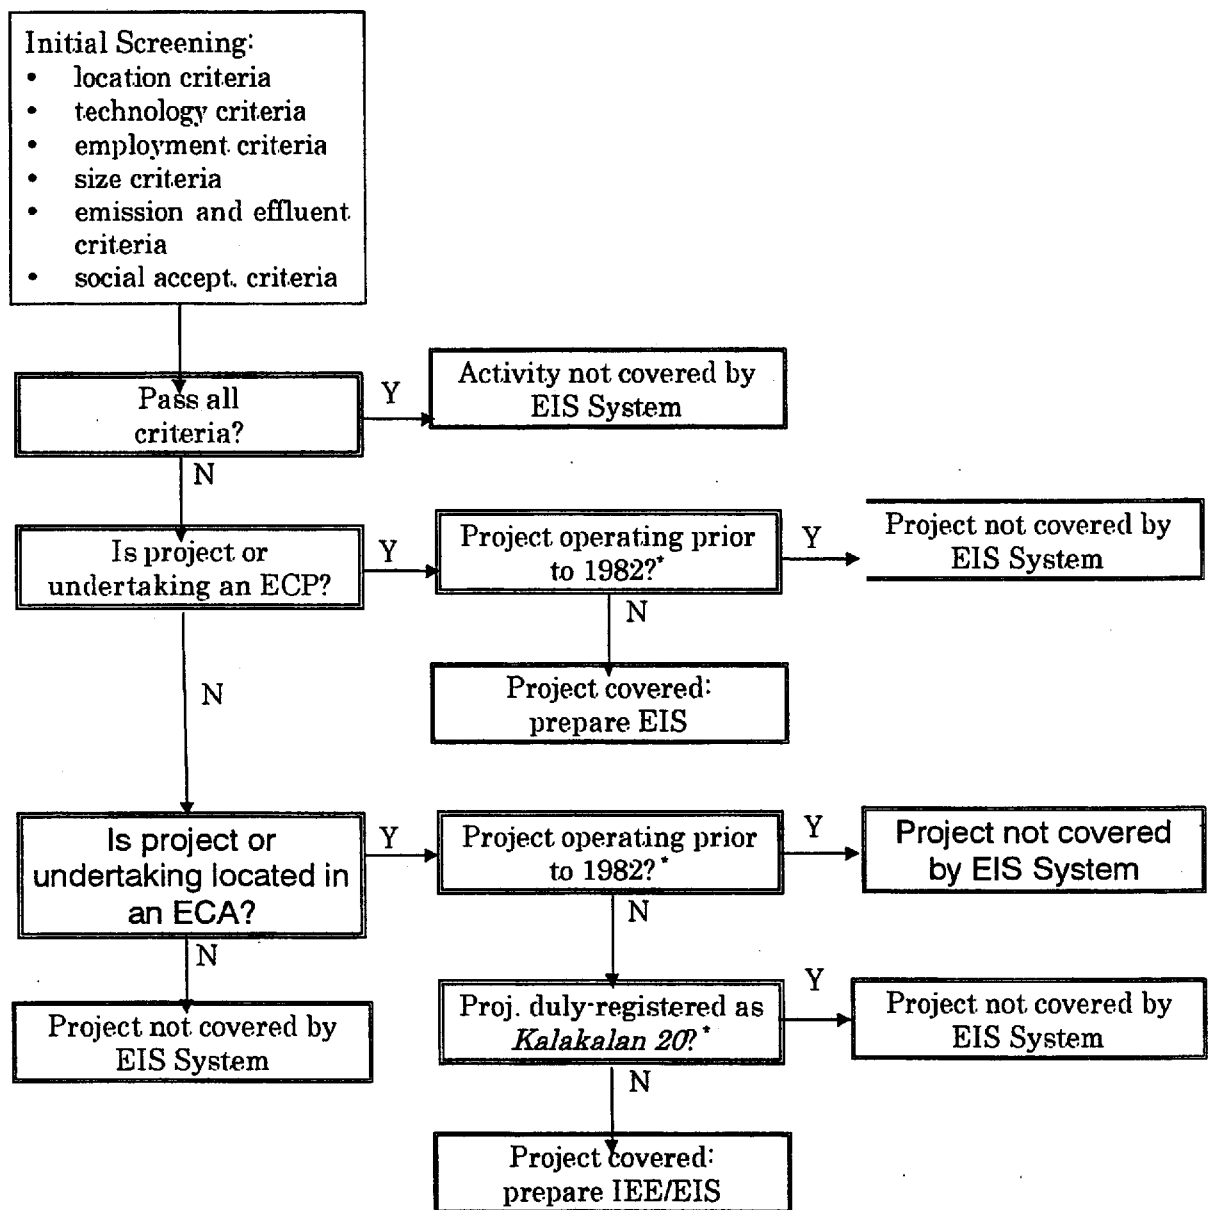 Initial Screening:
• location criteria
• technology criteria
• employment criteria
• size criteria
• emission and effluent
criteria
• social accept. criteria
Pass all
criteria?
Y
Activity not covered by
EIS System
N
Is project or
undertaking an ECP?
Y
Project operating prior
to 1982?*
Y
Project not covered by
EIS System
N
Project covered:
prepare EIS
N
Is project or
undertaking located in
an ECA?
Y
Project operating prior
to 1982?*
Y
Project not covered
by EIS System
N
N
Project not covered by
EIS System
Proj. duly-registered as
Kalakalan 20?*
Y
Project not covered by
EIS System
N
Project covered:
prepare IEE/EIS